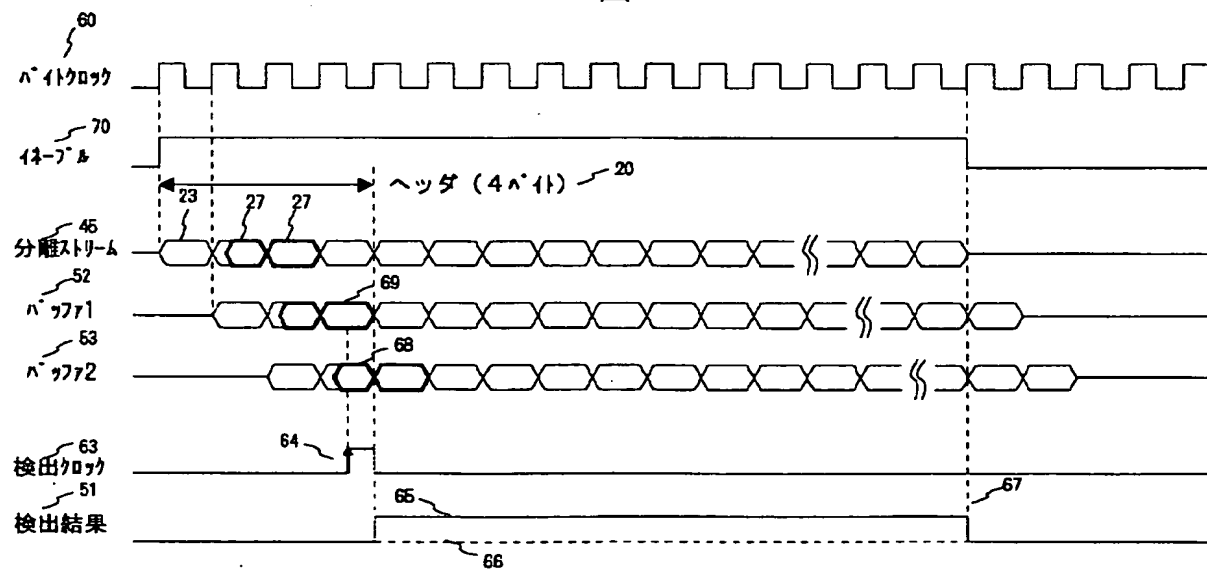 60
バイトクロック
70
イネーブル
ヘッダ (4バイト) 20
23 27 27
45
分離ストリーム
52 69
バッファ1
53 68
バッファ2
63 64
検出クロック
51 65 67
検出結果
66